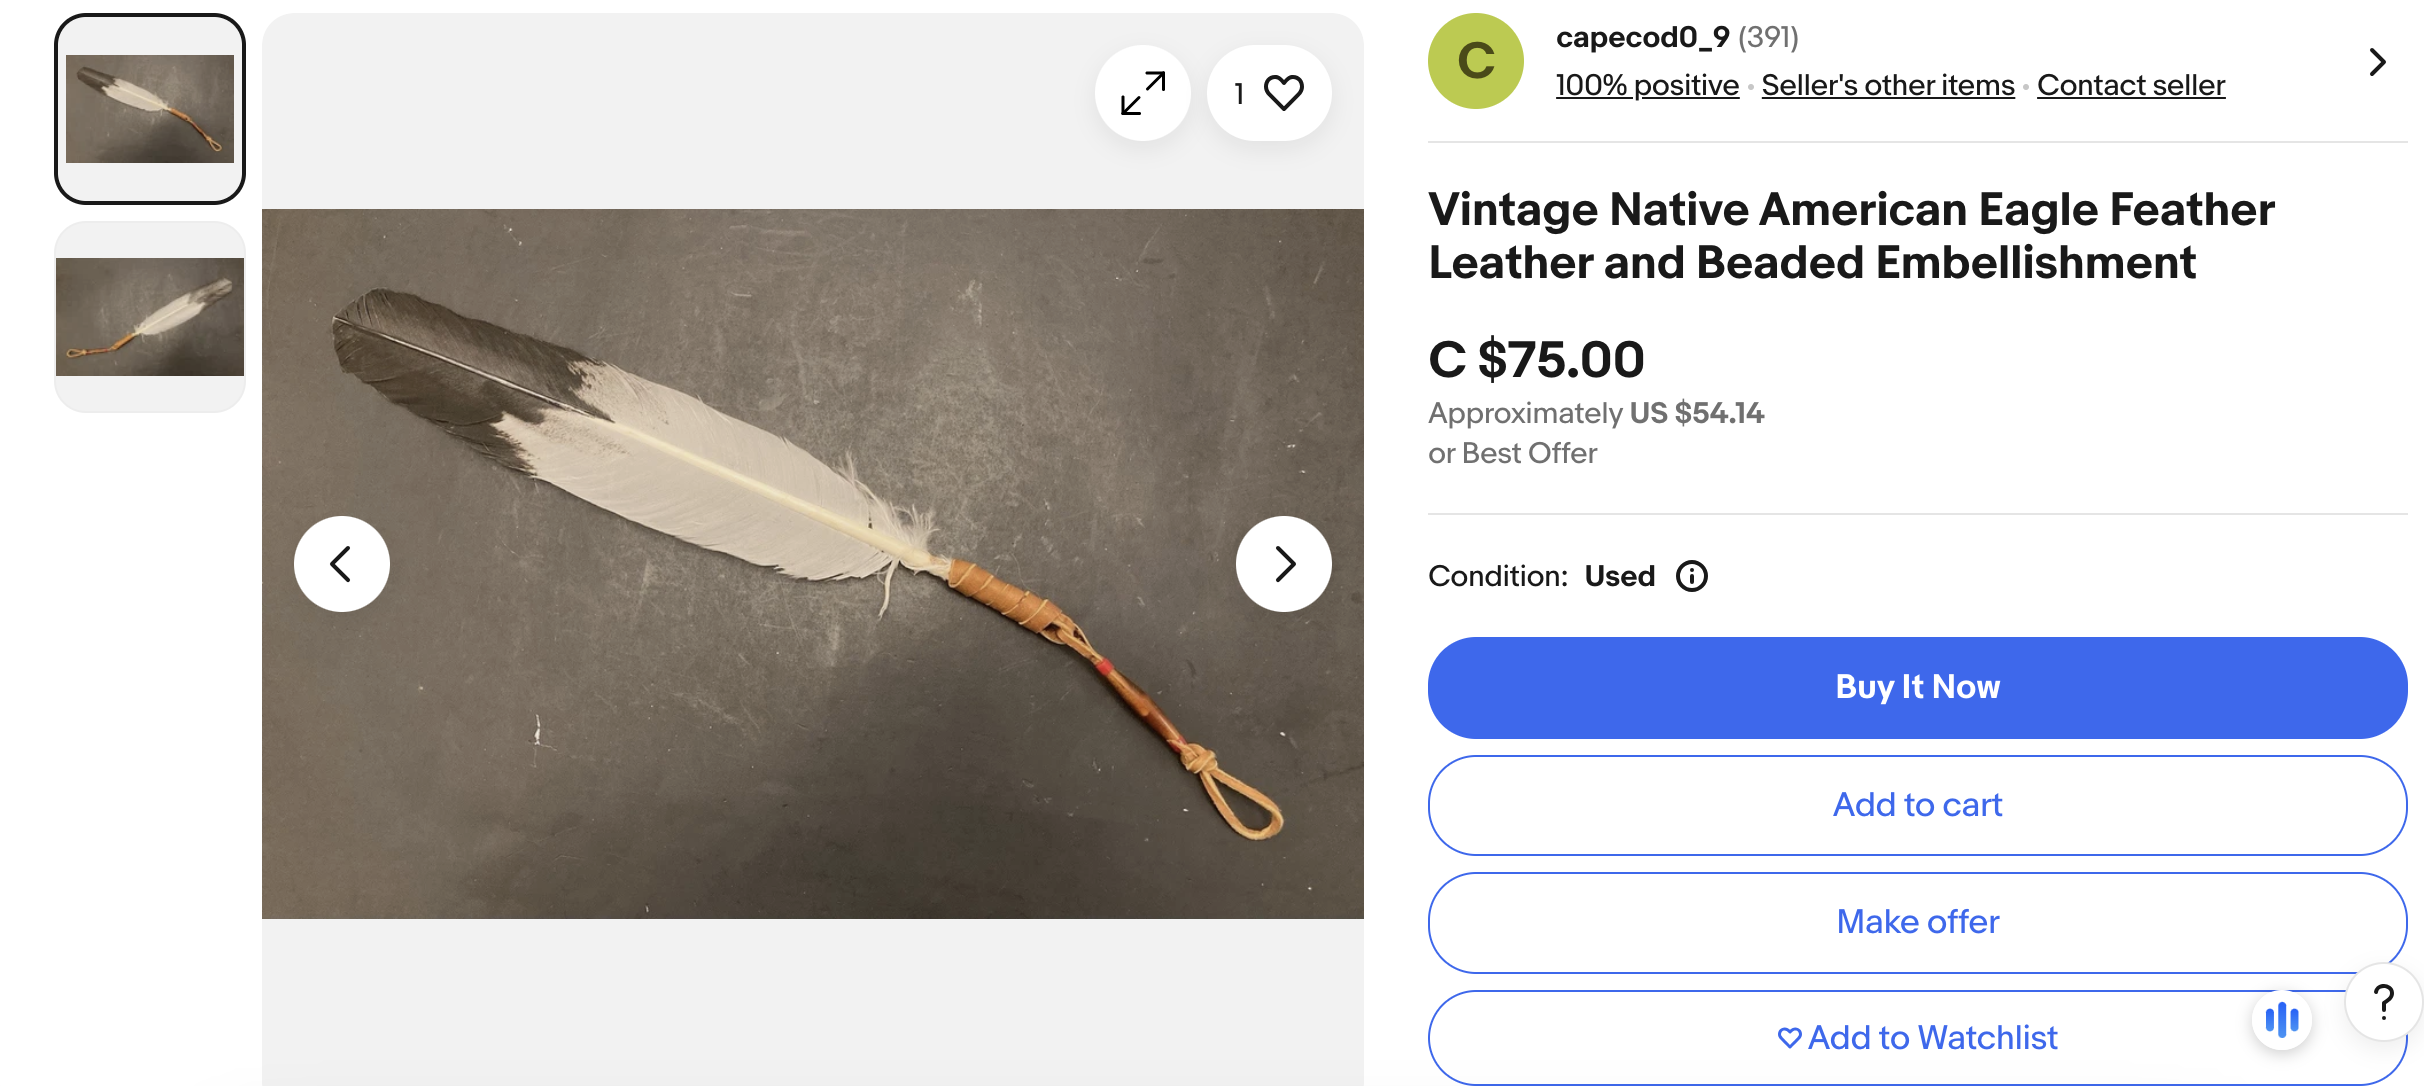 1
C
capecod0_9 (391)
100% positive • Seller's other items • Contact seller
Vintage Native American Eagle Feather
Leather and Beaded Embellishment
C $75.00
Approximately US $54.14
or Best Offer
Condition: Used
Buy It Now
Add to cart
Make offer
Add to Watchlist
?